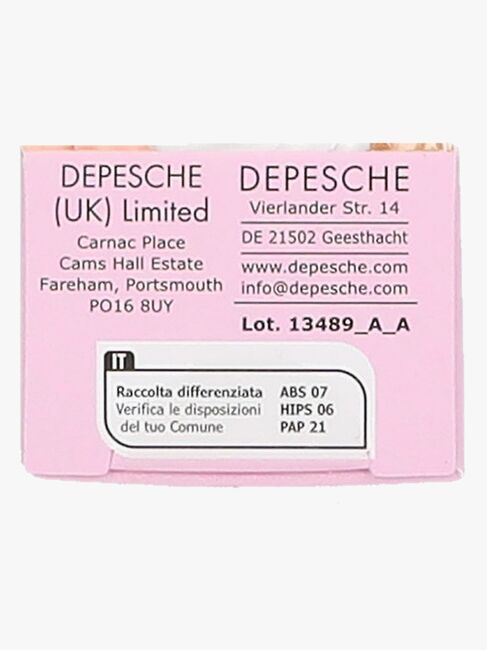 DEPESCHE
(UK) Limited
Carnac Place
Cams Hall Estate
Fareham, Portsmouth
PO16 8UY
DEPESCHE
Vierlander Str. 14
DE 21502 Geesthacht
www.depesche.com
info@depesche.com
Lot. 13489_A_A
IT
Raccolta differenziata ABS 07
Verifica le disposizioni HIPS 06
del tuo Comune PAP 21